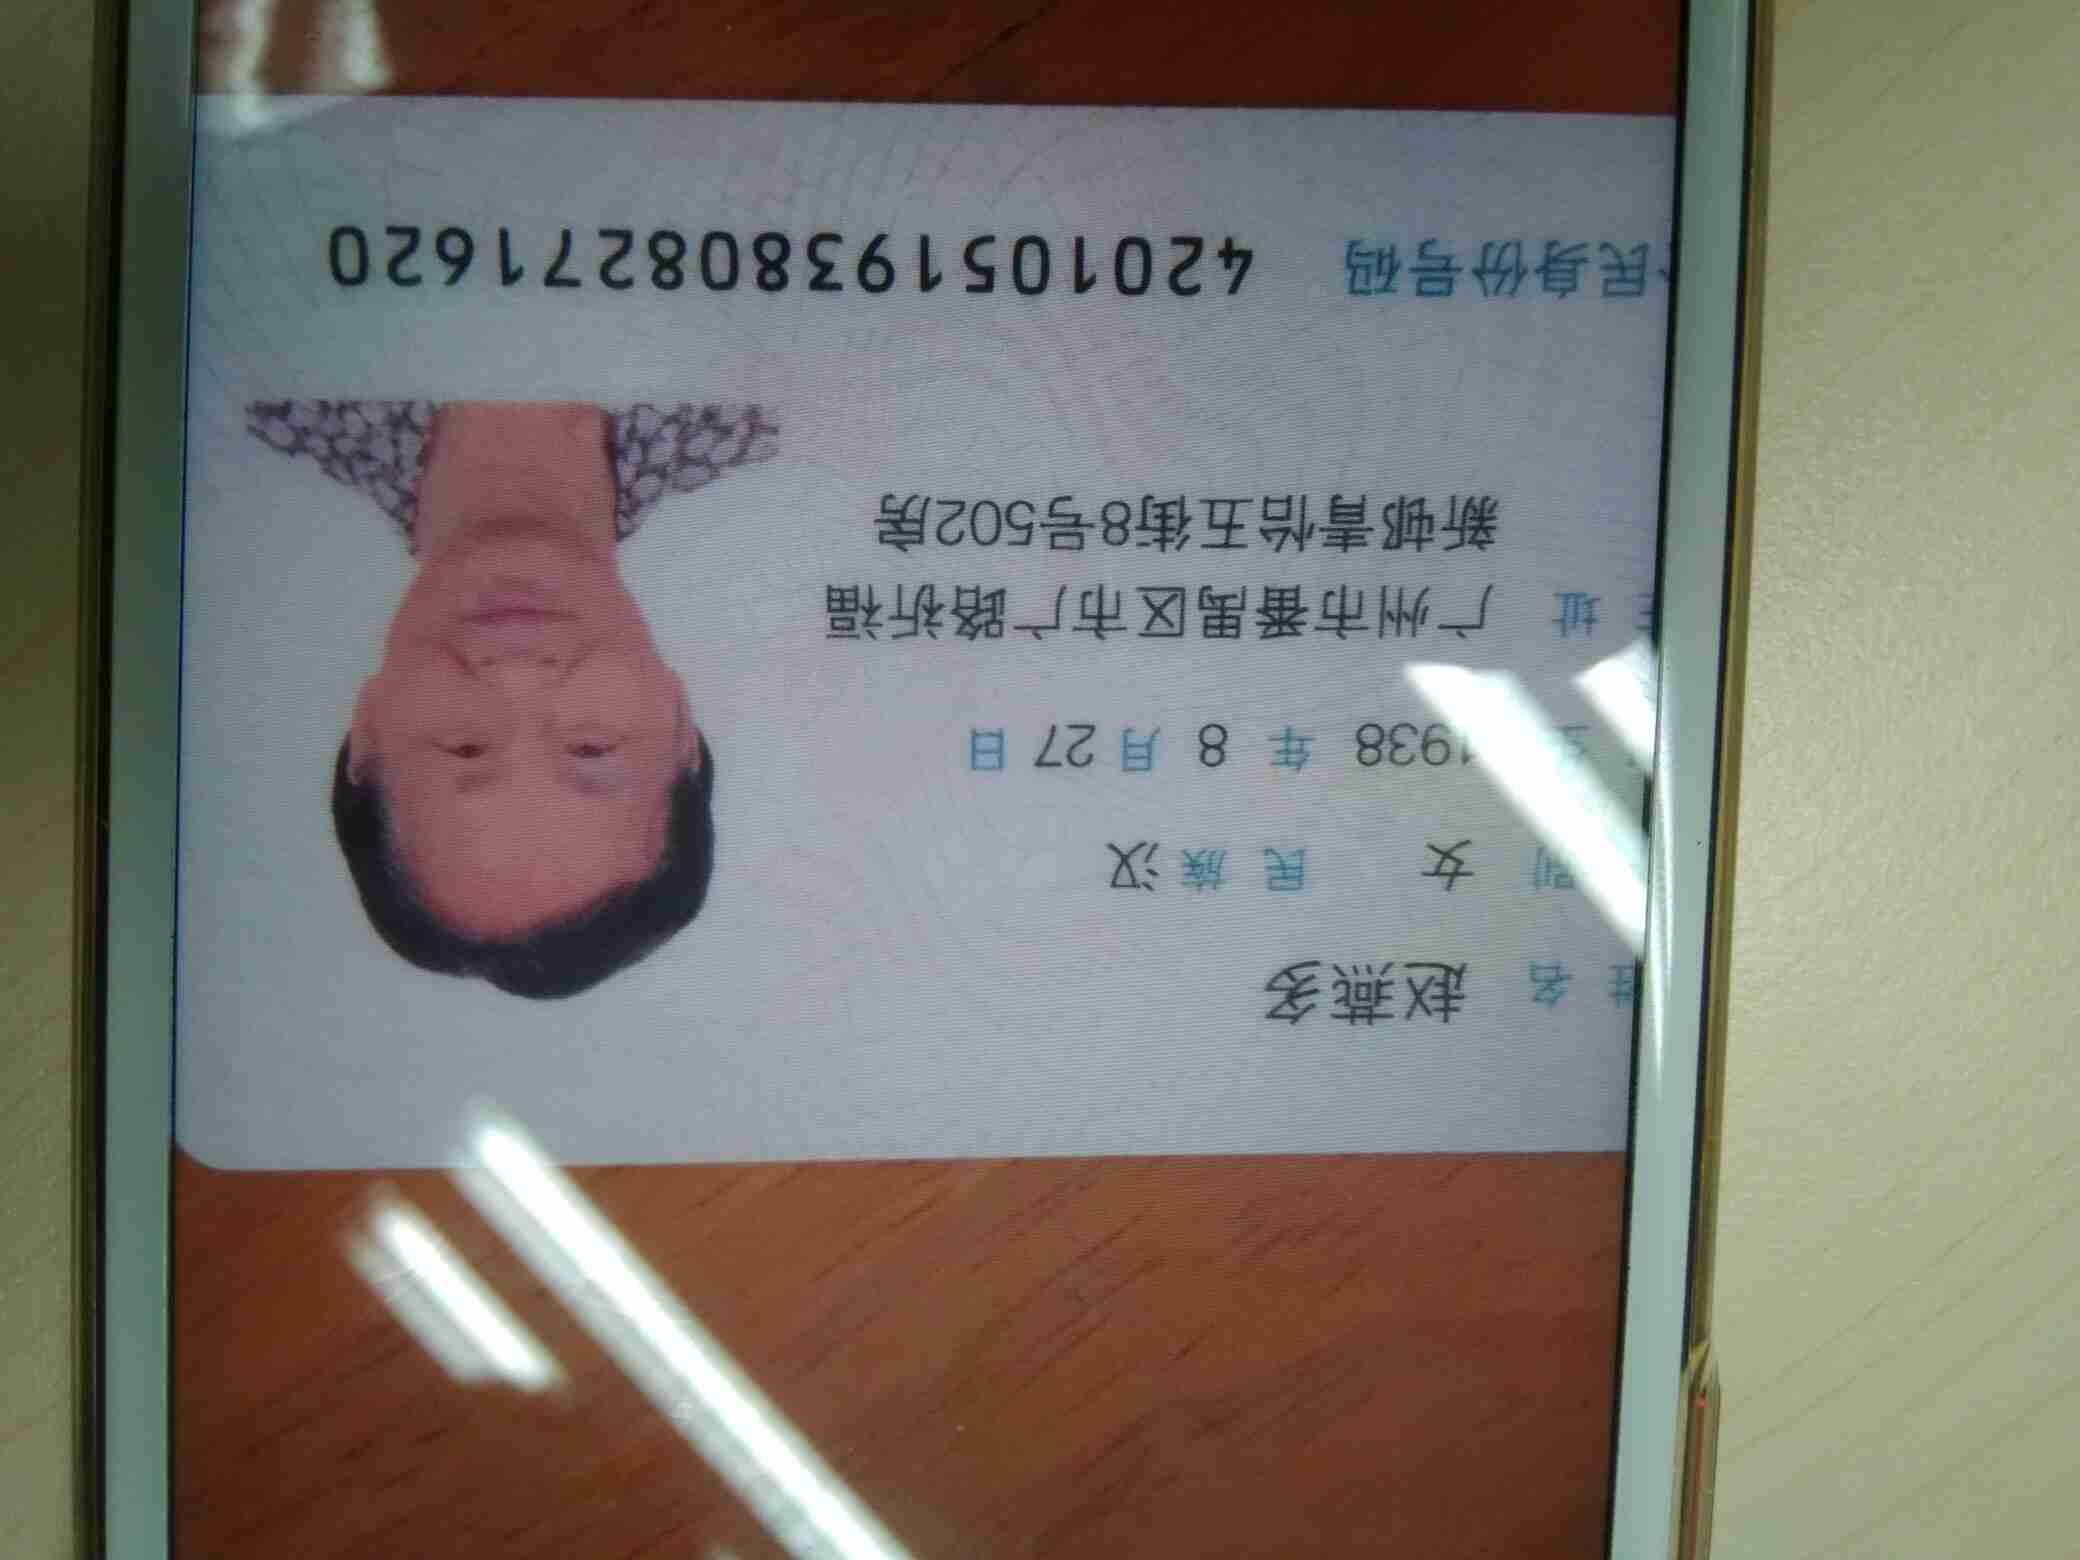 姓 名 赵燕多
别 女 民 族 汉
生 1938 年 8 月 27 日
住 址 广州市番禺区市广路祈福
新邨青怡五街8号502房
公民身份号码 420105193808271620